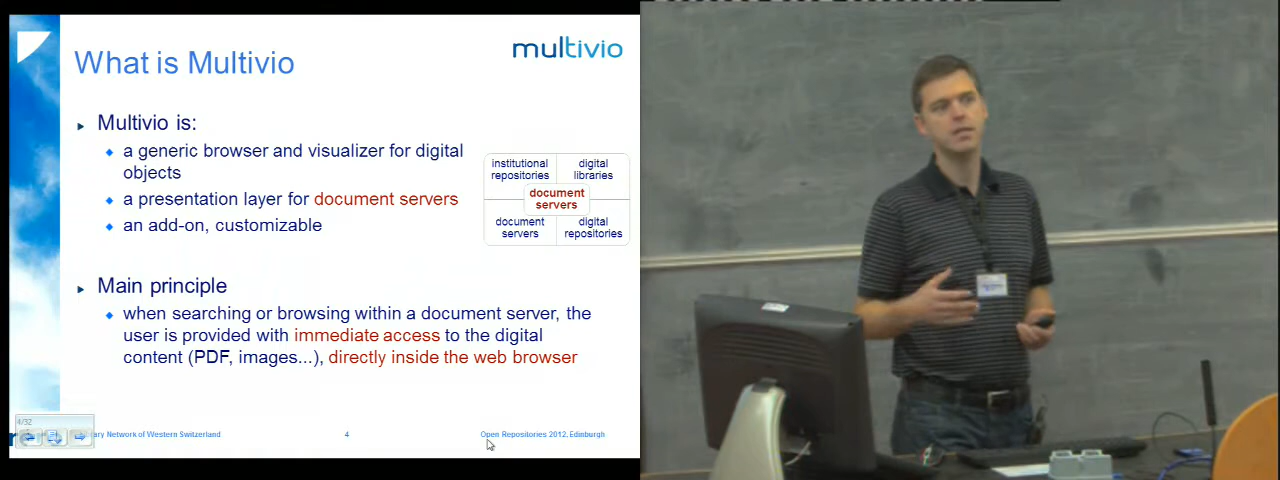 What is Multivio
multivio
Multivio is:
a generic browser and visualizer for digital
objects
a presentation layer for document servers
an add-on, customizable
institutional
repositories
digital
libraries
document
servers
document
servers
digital
repositories
Main principle
when searching or browsing within a document server, the
user is provided with immediate access to the digital
content (PDF, images...), directly inside the web browser
4/32
Network of Western Switzerland
4
Open Repositories 2012, Edinburgh